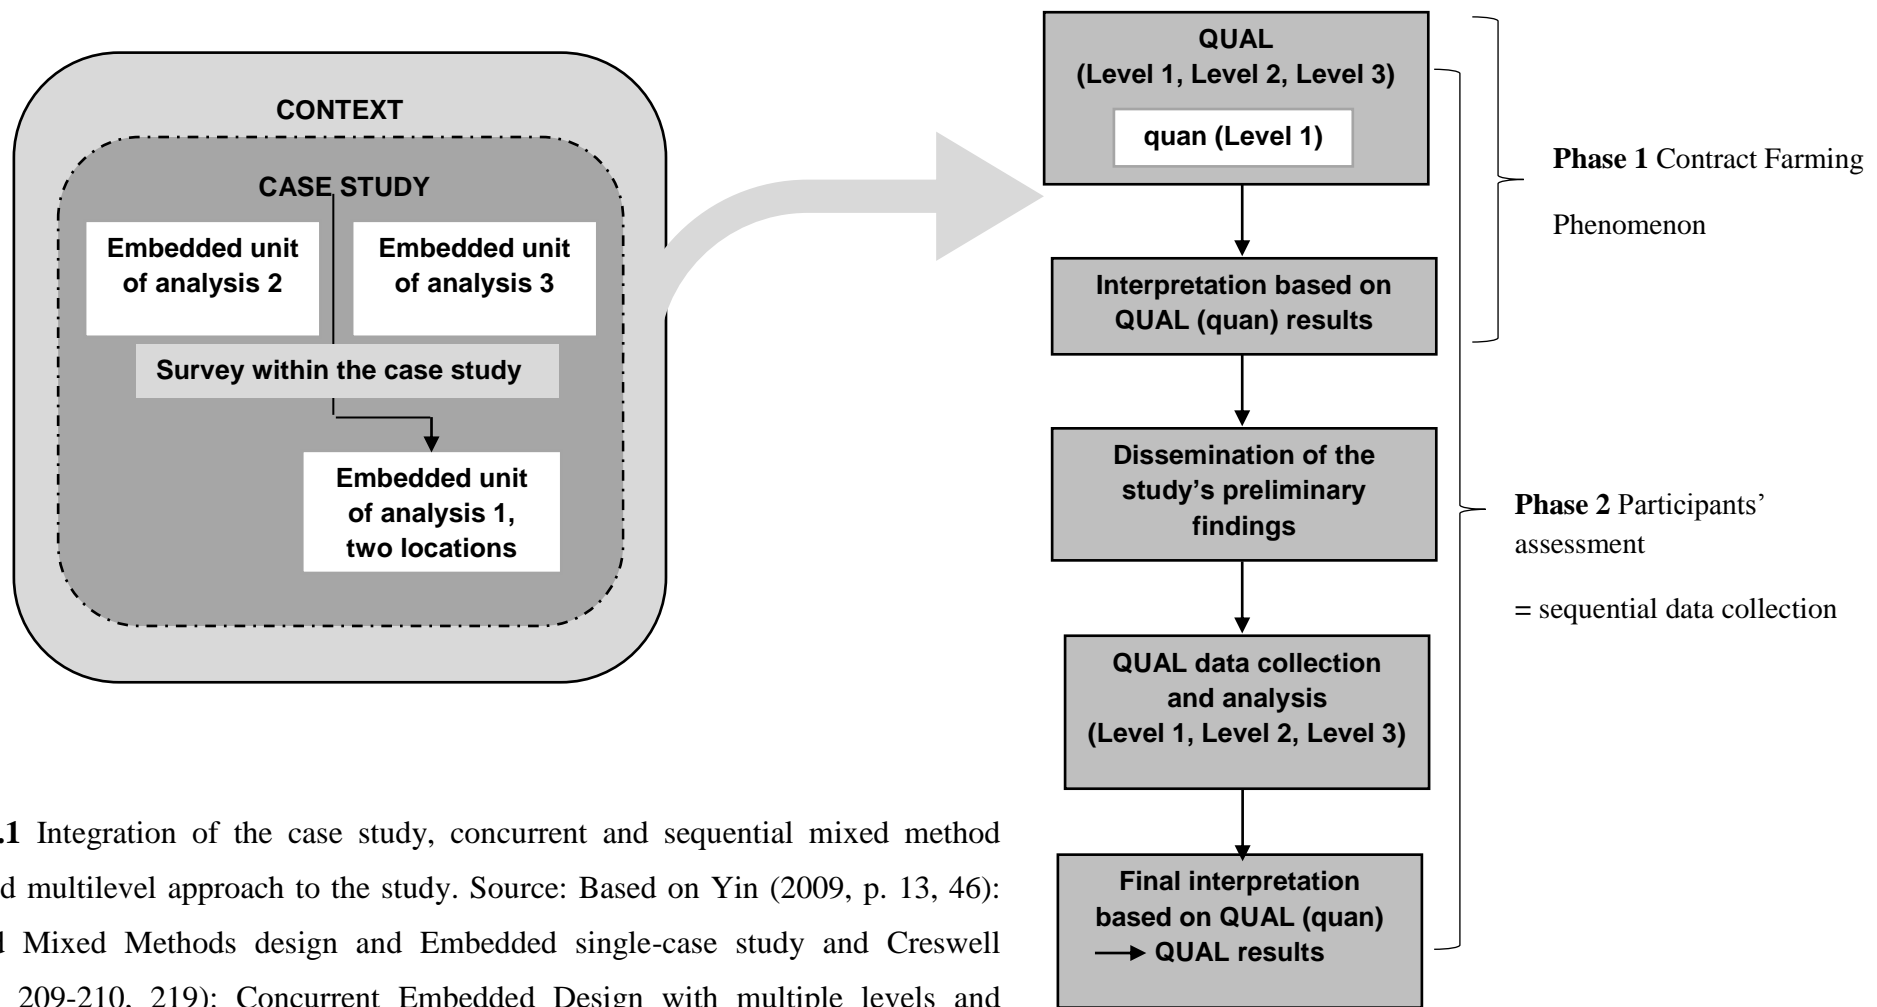 CONTEXT
CASE STUDY
Embedded unit
of analysis 2
Embedded unit
of analysis 3
Survey within the case study
Embedded unit
of analysis 1,
two locations
QUAL
(Level 1, Level 2, Level 3)
quan (Level 1)
Interpretation based on
QUAL (quan) results
Dissemination of the
study’s preliminary
findings
QUAL data collection
and analysis
(Level 1, Level 2, Level 3)
Final interpretation
based on QUAL (quan)
→ QUAL results
Phase 1 Contract Farming
Phenomenon
Phase 2 Participants’
assessment
= sequential data collection
.1 Integration of the case study, concurrent and sequential mixed method
d multilevel approach to the study. Source: Based on Yin (2009, p. 13, 46):
d Mixed Methods design and Embedded single-case study and Creswell
209-210, 219): Concurrent Embedded Design with multiple levels and